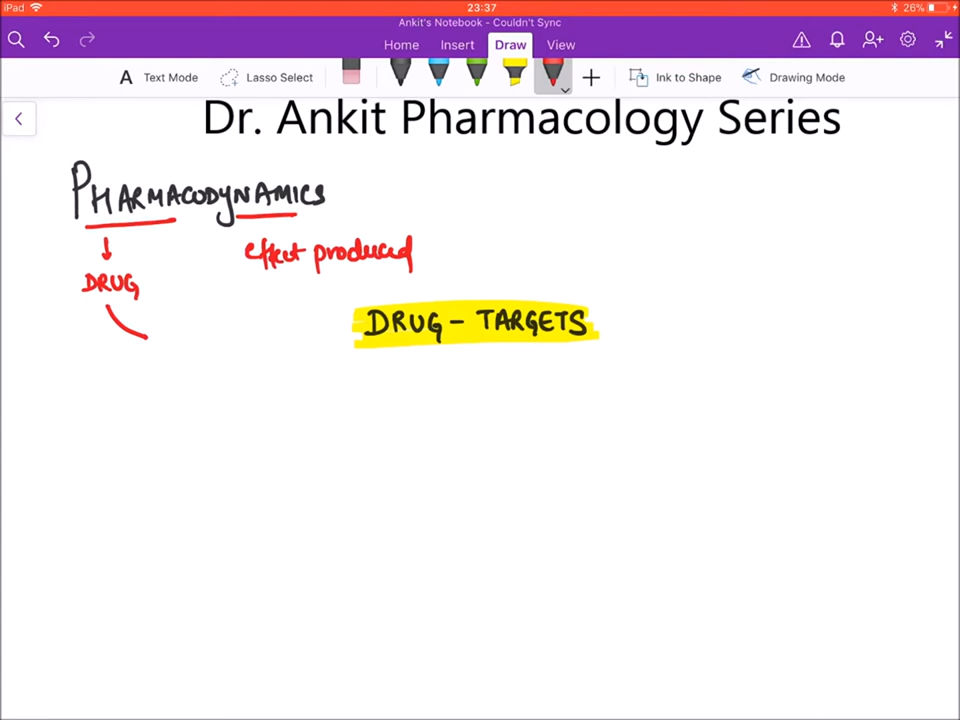 iPad 23:37 26%
Ankit's Notebook - Couldn't Sync
Home Insert Draw View
A Text Mode Lasso Select Ink to Shape Drawing Mode
Dr. Ankit Pharmacology Series
PHARMACODYNAMICS
effect produced
DRUG
DRUG - TARGETS